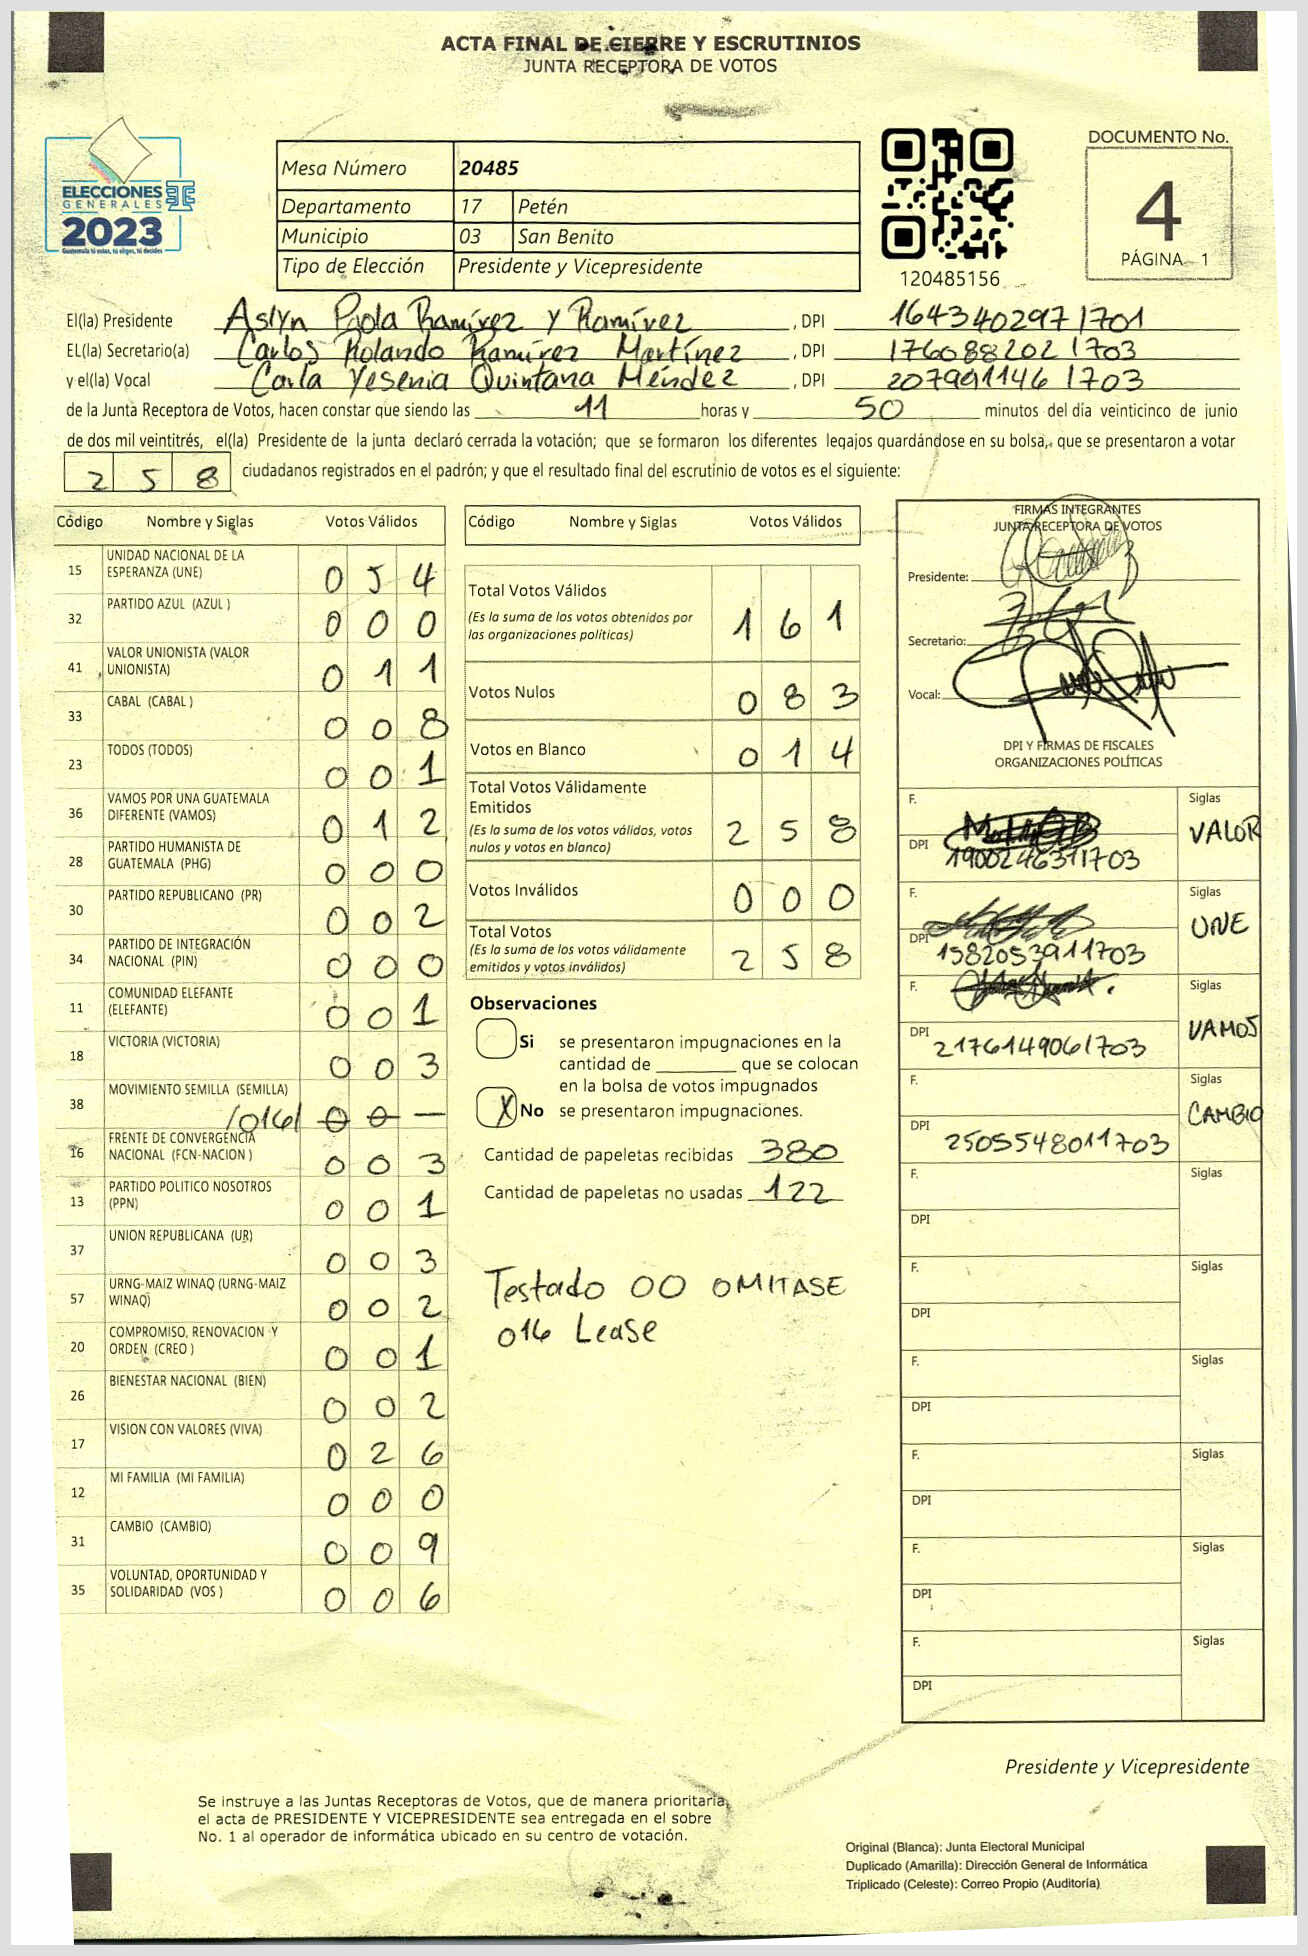 ACTA FINAL DE CIERRE Y ESCRUTINIOS
JUNTA RECEPTORA DE VOTOS
ELECCIONES
GENERALES
2023
Guatemala tú eres, tú eliges, tú decides
Mesa Número 20485
Departamento 17 Petén
Municipio 03 San Benito
Tipo de Elección Presidente y Vicepresidente
120485156
DOCUMENTO No.
4
PÁGINA 1
El(la) Presidente Aslyn Paola Ramírez y Ramírez , DPI 1643402971701
EL(la) Secretario(a) Carlos Rolando Ramírez Martínez , DPI 1760882021703
y el(la) Vocal Carla Yesenia Quintana Méndez , DPI 2079911461703
de la Junta Receptora de Votos, hacen constar que siendo las 11 horas y 50 minutos del día veinticinco de junio
de dos mil veintitrés, el(la) Presidente de la junta declaró cerrada la votación; que se formaron los diferentes legajos guardándose en su bolsa, que se presentaron a votar
258 ciudadanos registrados en el padrón; y que el resultado final del escrutinio de votos es el siguiente:
Código Nombre y Siglas Votos Válidos
15 UNIDAD NACIONAL DE LA ESPERANZA (UNE) 0 5 4
32 PARTIDO AZUL (AZUL ) 0 0 0
41 VALOR UNIONISTA (VALOR UNIONISTA) 0 1 1
33 CABAL (CABAL ) 0 0 8
23 TODOS (TODOS) 0 0 1
36 VAMOS POR UNA GUATEMALA DIFERENTE (VAMOS) 0 1 2
28 PARTIDO HUMANISTA DE GUATEMALA (PHG) 0 0 0
30 PARTIDO REPUBLICANO (PR) 0 0 2
34 PARTIDO DE INTEGRACIÓN NACIONAL (PIN) 0 0 0
11 COMUNIDAD ELEFANTE (ELEFANTE) 0 0 1
18 VICTORIA (VICTORIA) 0 0 3
38 MOVIMIENTO SEMILLA (SEMILLA) /016/ 0 0 —
16 FRENTE DE CONVERGENCIA NACIONAL (FCN-NACION ) 0 0 3
13 PARTIDO POLITICO NOSOTROS (PPN) 0 0 1
37 UNION REPUBLICANA (UR) 0 0 3
57 URNG-MAIZ WINAQ (URNG-MAIZ WINAQ) 0 0 2
20 COMPROMISO, RENOVACION Y ORDEN (CREO ) 0 0 1
26 BIENESTAR NACIONAL (BIEN) 0 0 2
17 VISION CON VALORES (VIVA) 0 2 6
12 MI FAMILIA (MI FAMILIA) 0 0 0
31 CAMBIO (CAMBIO) 0 0 9
35 VOLUNTAD, OPORTUNIDAD Y SOLIDARIDAD (VOS ) 0 0 6
Código Nombre y Siglas Votos Válidos
Total Votos Válidos
(Es la suma de los votos obtenidos por las organizaciones políticas) 1 6 1
Votos Nulos 0 8 3
Votos en Blanco 0 1 4
Total Votos Válidamente Emitidos
(Es la suma de los votos válidos, votos nulos y votos en blanco) 2 5 8
Votos Inválidos 0 0 0
Total Votos
(Es la suma de los votos válidamente emitidos y votos inválidos) 2 5 8
Observaciones
Si se presentaron impugnaciones en la
cantidad de ________ que se colocan
en la bolsa de votos impugnados
X No se presentaron impugnaciones.
Cantidad de papeletas recibidas 380
Cantidad de papeletas no usadas 122
Testado 00 OMITASE
016 Lease
FIRMAS INTEGRANTES
JUNTA RECEPTORA DE VOTOS
Presidente:
Secretario:
Vocal:
DPI Y FIRMAS DE FISCALES
ORGANIZACIONES POLÍTICAS
F. Siglas
DPI 1900246311703 VALOR
F. Siglas
DPI 1582053911703 UNE
F. Siglas
DPI 2176149061703 VAMOS
F. Siglas
DPI 2505548011703 CAMBIO
F. Siglas
DPI
F. Siglas
DPI
F. Siglas
DPI
F. Siglas
DPI
F. Siglas
DPI
F. Siglas
DPI
Presidente y Vicepresidente
Se instruye a las Juntas Receptoras de Votos, que de manera prioritaria,
el acta de PRESIDENTE Y VICEPRESIDENTE sea entregada en el sobre
No. 1 al operador de informática ubicado en su centro de votación.
Original (Blanca): Junta Electoral Municipal
Duplicado (Amarilla): Dirección General de Informática
Triplicado (Celeste): Correo Propio (Auditoría)